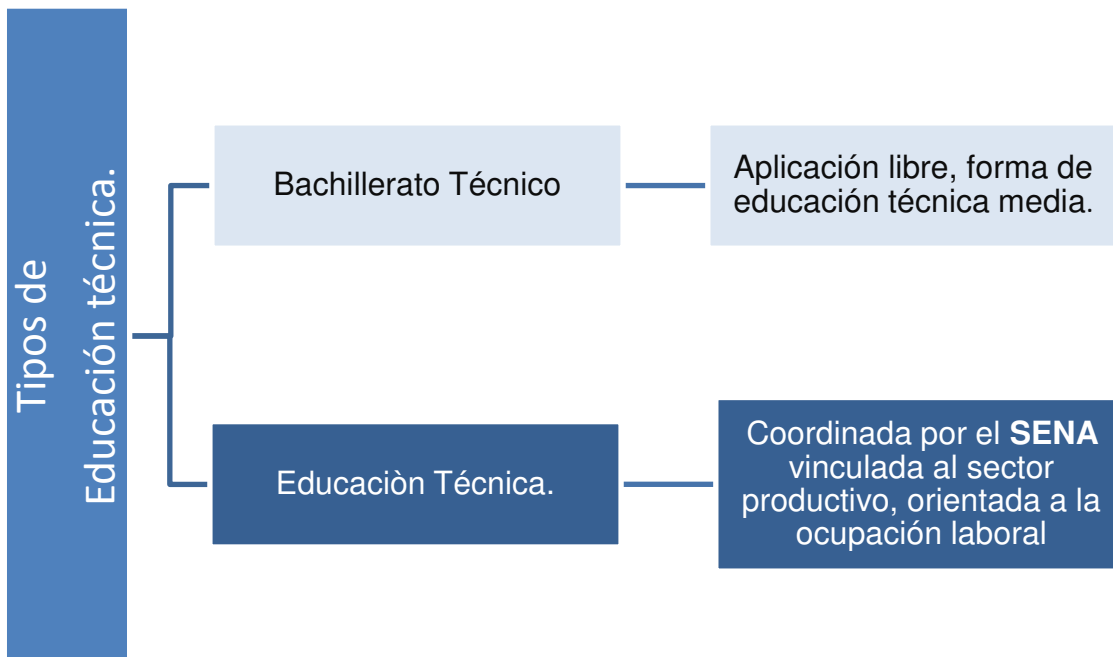 Tipos de
Educación técnica.
Bachillerato Técnico
Aplicación libre, forma de
educación técnica media.
Educaciòn Técnica.
Coordinada por el SENA
vinculada al sector
productivo, orientada a la
ocupación laboral